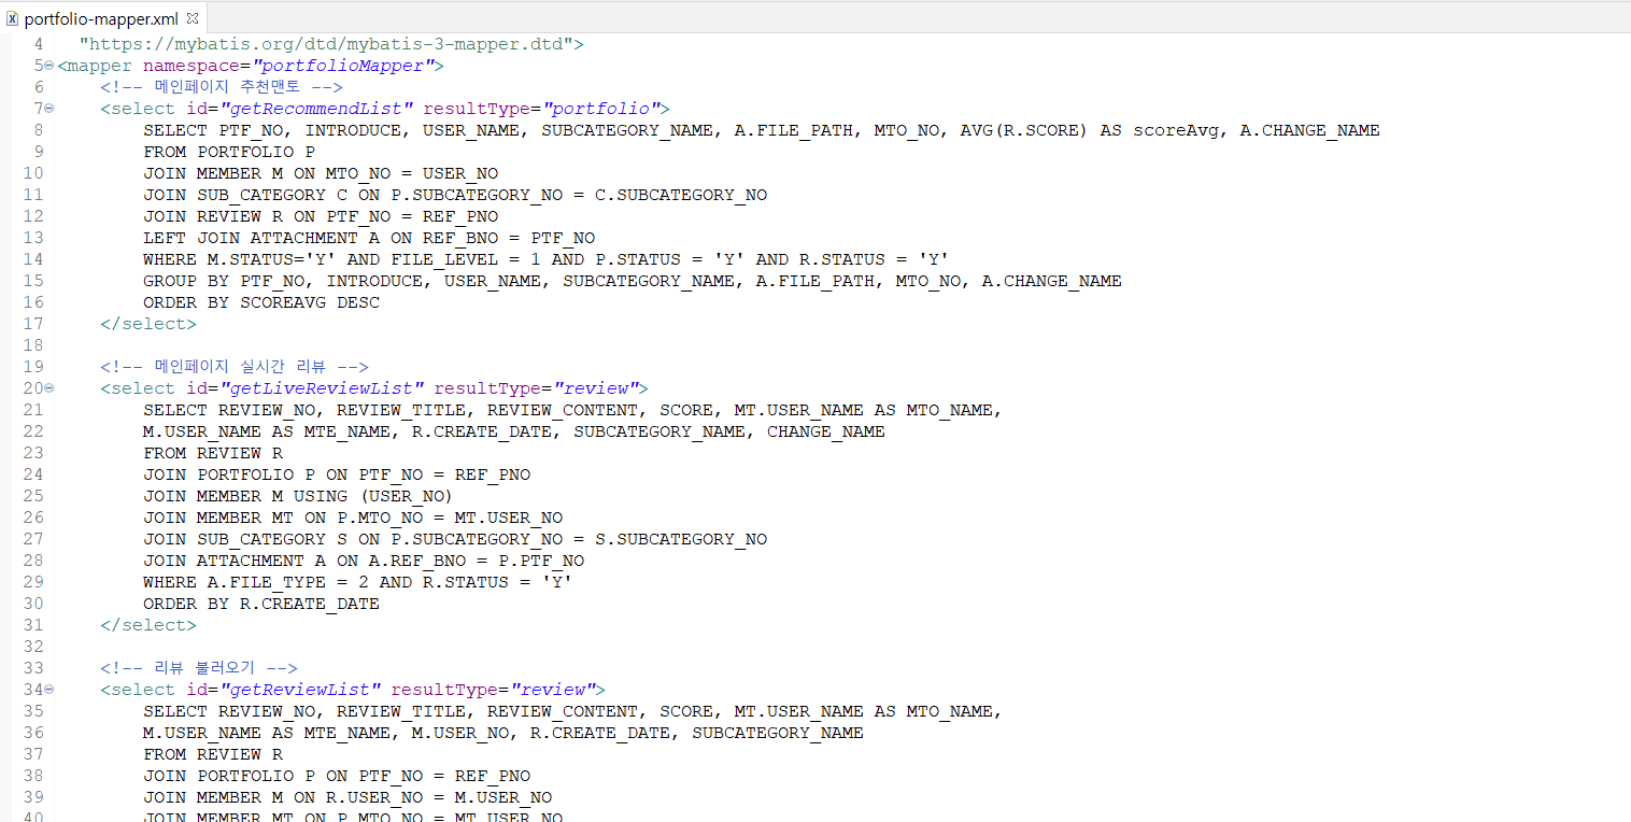 portfolio-mapper.xml
4 "https://mybatis.org/dtd/mybatis-3-mapper.dtd">
5 <mapper namespace="portfolioMapper">
6 <!-- 메인페이지 추천맨토 -->
7 <select id="getRecommendList" resultType="portfolio">
8 SELECT PTF_NO, INTRODUCE, USER_NAME, SUBCATEGORY_NAME, A.FILE_PATH, MTO_NO, AVG(R.SCORE) AS scoreAvg, A.CHANGE_NAME
9 FROM PORTFOLIO P
10 JOIN MEMBER M ON MTO_NO = USER_NO
11 JOIN SUB_CATEGORY C ON P.SUBCATEGORY_NO = C.SUBCATEGORY_NO
12 JOIN REVIEW R ON PTF_NO = REF_PNO
13 LEFT JOIN ATTACHMENT A ON REF_BNO = PTF_NO
14 WHERE M.STATUS='Y' AND FILE_LEVEL = 1 AND P.STATUS = 'Y' AND R.STATUS = 'Y'
15 GROUP BY PTF_NO, INTRODUCE, USER_NAME, SUBCATEGORY_NAME, A.FILE_PATH, MTO_NO, A.CHANGE_NAME
16 ORDER BY SCOREAVG DESC
17 </select>
18
19 <!-- 메인페이지 실시간 리뷰 -->
20 <select id="getLiveReviewList" resultType="review">
21 SELECT REVIEW_NO, REVIEW_TITLE, REVIEW_CONTENT, SCORE, MT.USER_NAME AS MTO_NAME,
22 M.USER_NAME AS MTE_NAME, R.CREATE_DATE, SUBCATEGORY_NAME, CHANGE_NAME
23 FROM REVIEW R
24 JOIN PORTFOLIO P ON PTF_NO = REF_PNO
25 JOIN MEMBER M USING (USER_NO)
26 JOIN MEMBER MT ON P.MTO_NO = MT.USER_NO
27 JOIN SUB_CATEGORY S ON P.SUBCATEGORY_NO = S.SUBCATEGORY_NO
28 JOIN ATTACHMENT A ON A.REF_BNO = P.PTF_NO
29 WHERE A.FILE_TYPE = 2 AND R.STATUS = 'Y'
30 ORDER BY R.CREATE_DATE
31 </select>
32
33 <!-- 리뷰 불러오기 -->
34 <select id="getReviewList" resultType="review">
35 SELECT REVIEW_NO, REVIEW_TITLE, REVIEW_CONTENT, SCORE, MT.USER_NAME AS MTO_NAME,
36 M.USER_NAME AS MTE_NAME, M.USER_NO, R.CREATE_DATE, SUBCATEGORY_NAME
37 FROM REVIEW R
38 JOIN PORTFOLIO P ON PTF_NO = REF_PNO
39 JOIN MEMBER M ON R.USER_NO = M.USER_NO
40 JOIN MEMBER MT ON P.MTO_NO = MT.USER_NO